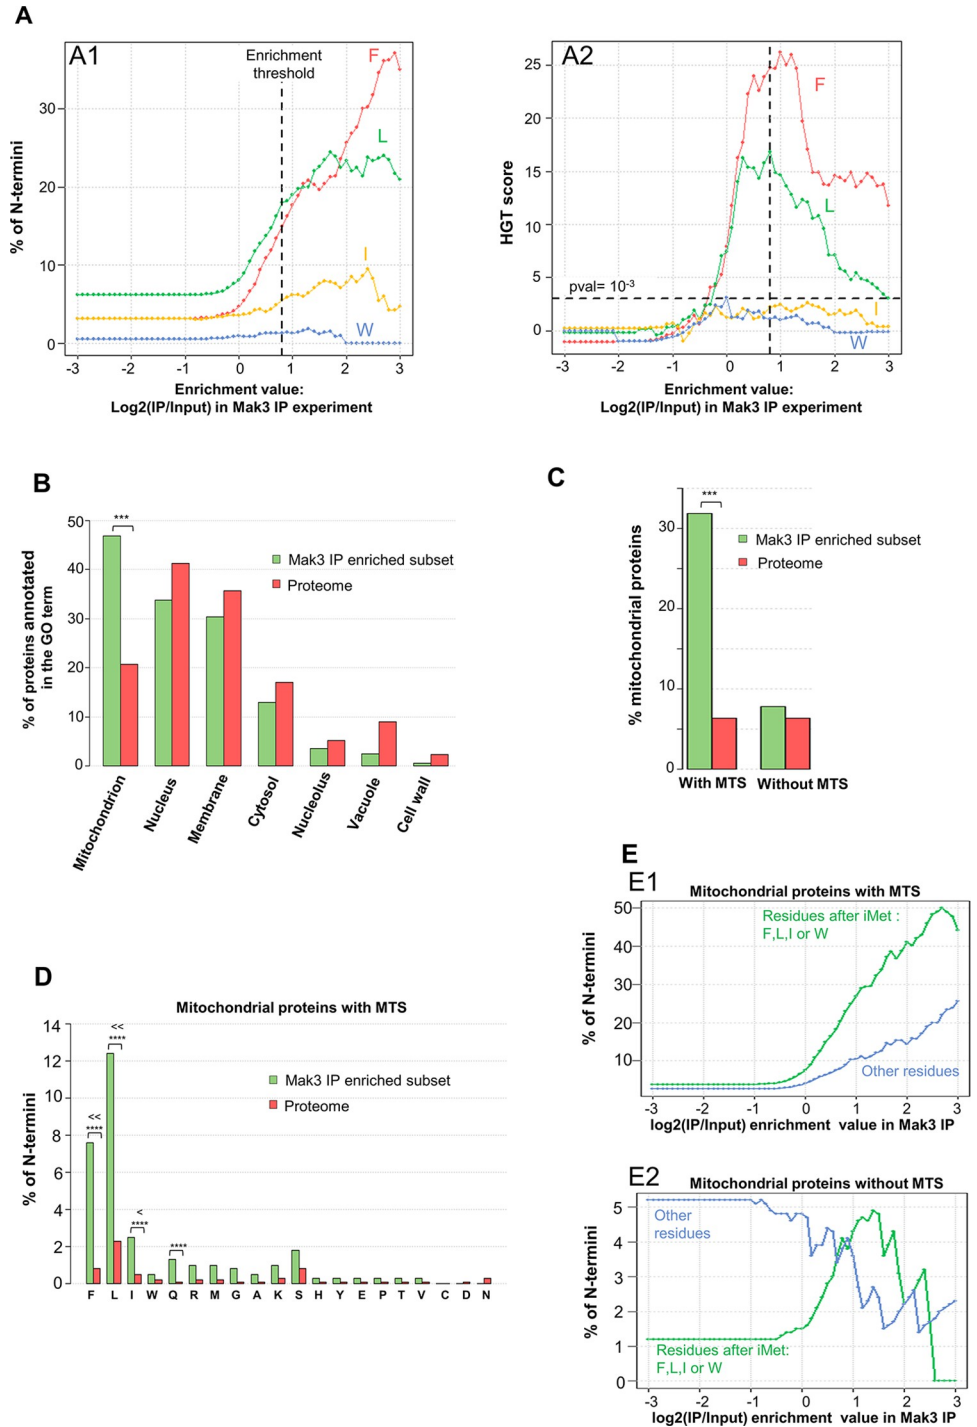 A
A1
Enrichment
threshold
F
L
I
W
% of N-termini
30
20
10
0
-3 -2 -1 0 1 2 3
Enrichment value:
Log2(IP/Input) in Mak3 IP experiment
A2
F
L
I
W
HGT score
25
20
15
10
5
0
pval= 10-3
-3 -2 -1 0 1 2 3
Enrichment value:
Log2(IP/Input) in Mak3 IP experiment
B
% of proteins annotated
in the GO term
50
40
30
20
10
0
***
Mak3 IP enriched subset
Proteome
Mitochondrion
Nucleus
Membrane
Cytosol
Nucleolus
Vacuole
Cell wall
C
% mitochondrial proteins
30
20
10
0
***
Mak3 IP enriched subset
Proteome
With MTS Without MTS
D
Mitochondrial proteins with MTS
% of N-termini
14
12
10
8
6
4
2
0
<<
****
<<
****
<
****
****
Mak3 IP enriched subset
Proteome
F L I W Q R M G A K S H Y E P T V C D N
E
E1
Mitochondrial proteins with MTS
% of N-termini
50
40
30
20
10
Residues after iMet :
F,L,I or W
Other residues
-3 -2 -1 0 1 2 3
log2(IP/Input) enrichment value in Mak3 IP
E2
Mitochondrial proteins without MTS
% of N-termini
5
4
3
2
1
0
Other
residues
Residues after iMet:
F,L,I or W
-3 -2 -1 0 1 2 3
log2(IP/Input) enrichment value in Mak3 IP